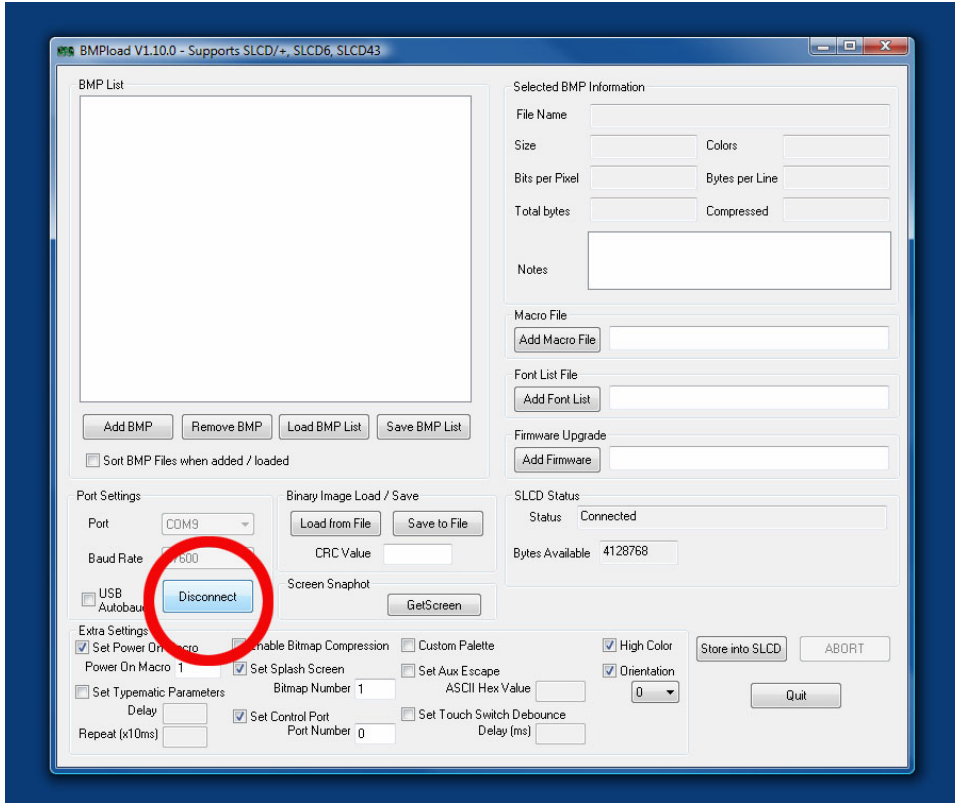 BMPload V1.10.0 - Supports SLCD/+, SLCD6, SLCD43
BMP List
Add BMP
Remove BMP
Load BMP List
Save BMP List
Sort BMP Files when added / loaded
Selected BMP Information
File Name
Size
Colors
Bits per Pixel
Bytes per Line
Total bytes
Compressed
Notes
Macro File
Add Macro File
Font List File
Add Font List
Firmware Upgrade
Add Firmware
Port Settings
Port
COM9
Baud Rate
USB
Disconnect
Binary Image Load / Save
Load from File
Save to File
CRC Value
Screen Snaphot
GetScreen
SLCD Status
Status
Connected
Bytes Available
4128768
Extra Settings
Set Power On
Power On Macro
1
Set Typematic Parameters
Delay
Repeat (x10ms)
Bitmap Compression
Set Splash Screen
Bitmap Number
1
Set Control Port
Port Number
0
Custom Palette
Set Aux Escape
ASCII Hex Value
Set Touch Switch Debounce
Delay (ms)
High Color
Orientation
0
Store into SLCD
ABORT
Quit